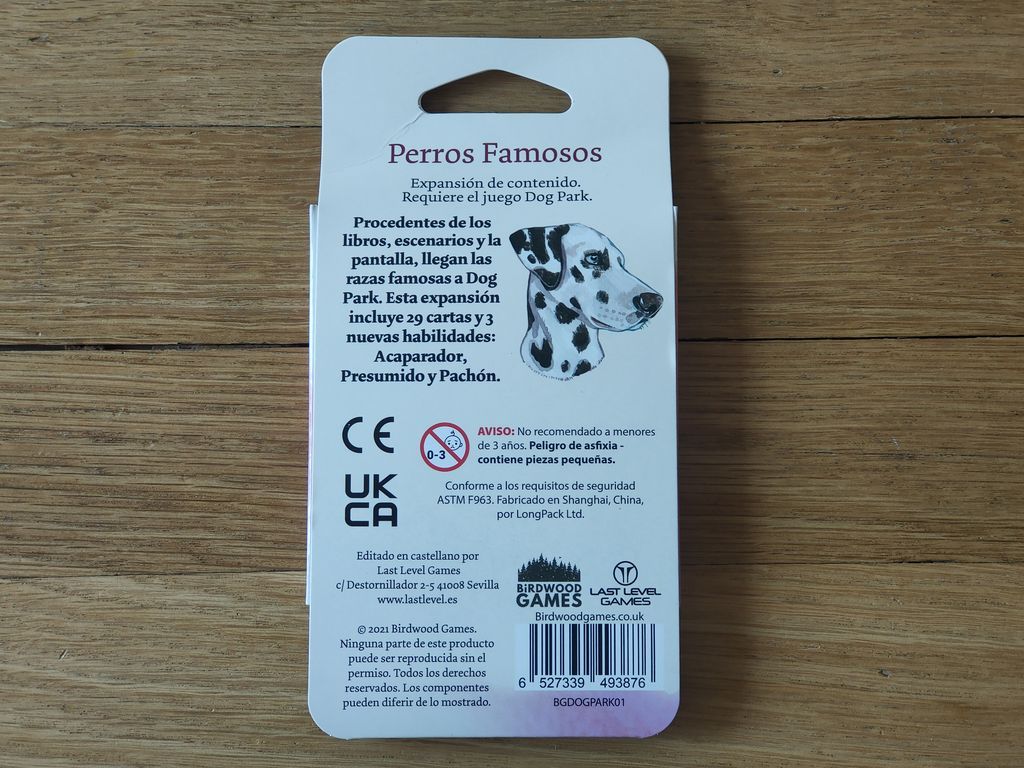 Perros Famosos
Expansión de contenido.
Requiere el juego Dog Park.
Procedentes de los
libros, escenarios y la
pantalla, llegan las
razas famosas a Dog
Park. Esta expansión
incluye 29 cartas y 3
nuevas habilidades:
Acaparador,
Presumido y Pachón.
CE
UK
CA
0-3
AVISO: No recomendado a menores
de 3 años. Peligro de asfixia -
contiene piezas pequeñas.
Conforme a los requisitos de seguridad
ASTM F963. Fabricado en Shanghai, China,
por LongPack Ltd.
Editado en castellano por
Last Level Games
c/ Destornillador 2-5 41008 Sevilla
www.lastlevel.es
BIRDWOOD
GAMES
LAST LEVEL
GAMES
Birdwoodgames.co.uk
© 2021 Birdwood Games.
Ninguna parte de este producto
puede ser reproducida sin el
permiso. Todos los derechos
reservados. Los componentes
pueden diferir de lo mostrado.
6 527339 493876
BGDOGPARK01